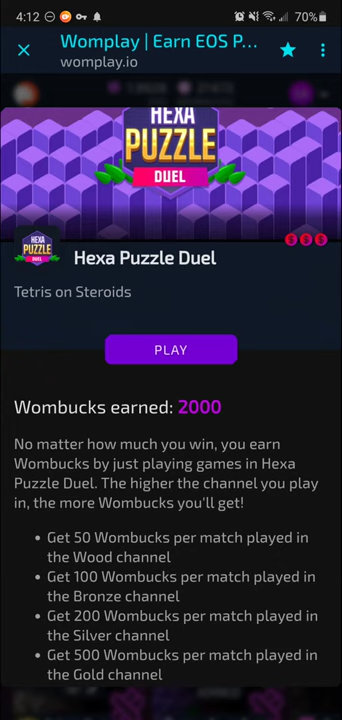 4:12
70%
Womplay | Earn EOS P...
womplay.io
HEXA
PUZZLE
DUEL
HEXA
PUZZLE
DUEL
Hexa Puzzle Duel
$ $ $
Tetris on Steroids
PLAY
Wombucks earned: 2000
No matter how much you win, you earn
Wombucks by just playing games in Hexa
Puzzle Duel. The higher the channel you play
in, the more Wombucks you'll get!
• Get 50 Wombucks per match played in
the Wood channel
• Get 100 Wombucks per match played in
the Bronze channel
• Get 200 Wombucks per match played in
the Silver channel
• Get 500 Wombucks per match played in
the Gold channel